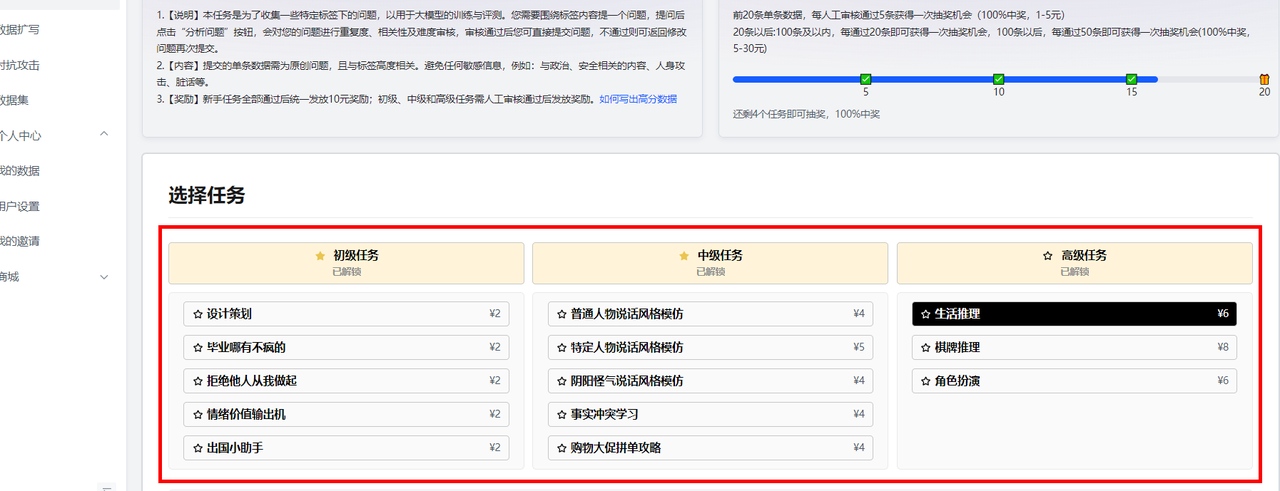 数据扩写
对抗攻击
数据集
个人中心
我的数据
用户设置
我的邀请
商城
1.【说明】本任务是为了收集一些特定标签下的问题，以用于大模型的训练与评测。您需要围绕标签内容提一个问题，提问后
点击“分析问题”按钮，会对您的问题进行重复度、相关性及难度审核，审核通过后您可直接提交问题，不通过则可返回修改
问题再次提交。
2.【内容】提交的单条数据需为原创问题，且与标签高度相关。避免任何敏感信息，例如：与政治、安全相关的内容、人身攻
击、脏话等。
3.【奖励】新手任务全部通过后统一发放10元奖励；初级、中级和高级任务需人工审核通过后发放奖励。如何写出高分数据
前20条单条数据，每人工审核通过5条获得一次抽奖机会（100%中奖，1-5元）
20条以后:100条及以内，每通过20条即可获得一次抽奖机会，100条以后，每通过50条即可获得一次抽奖机会(100%中奖，
5-30元)
5 10 15 20
还剩4个任务即可抽奖，100%中奖
选择任务
初级任务
已解锁
设计策划 ¥2
毕业哪有不疯的 ¥2
拒绝他人从我做起 ¥2
情绪价值输出机 ¥2
出国小助手 ¥2
中级任务
已解锁
普通人物说话风格模仿 ¥4
特定人物说话风格模仿 ¥5
阴阳怪气说话风格模仿 ¥4
事实冲突学习 ¥4
购物大促拼单攻略 ¥4
高级任务
已解锁
生活推理 ¥6
棋牌推理 ¥8
角色扮演 ¥6